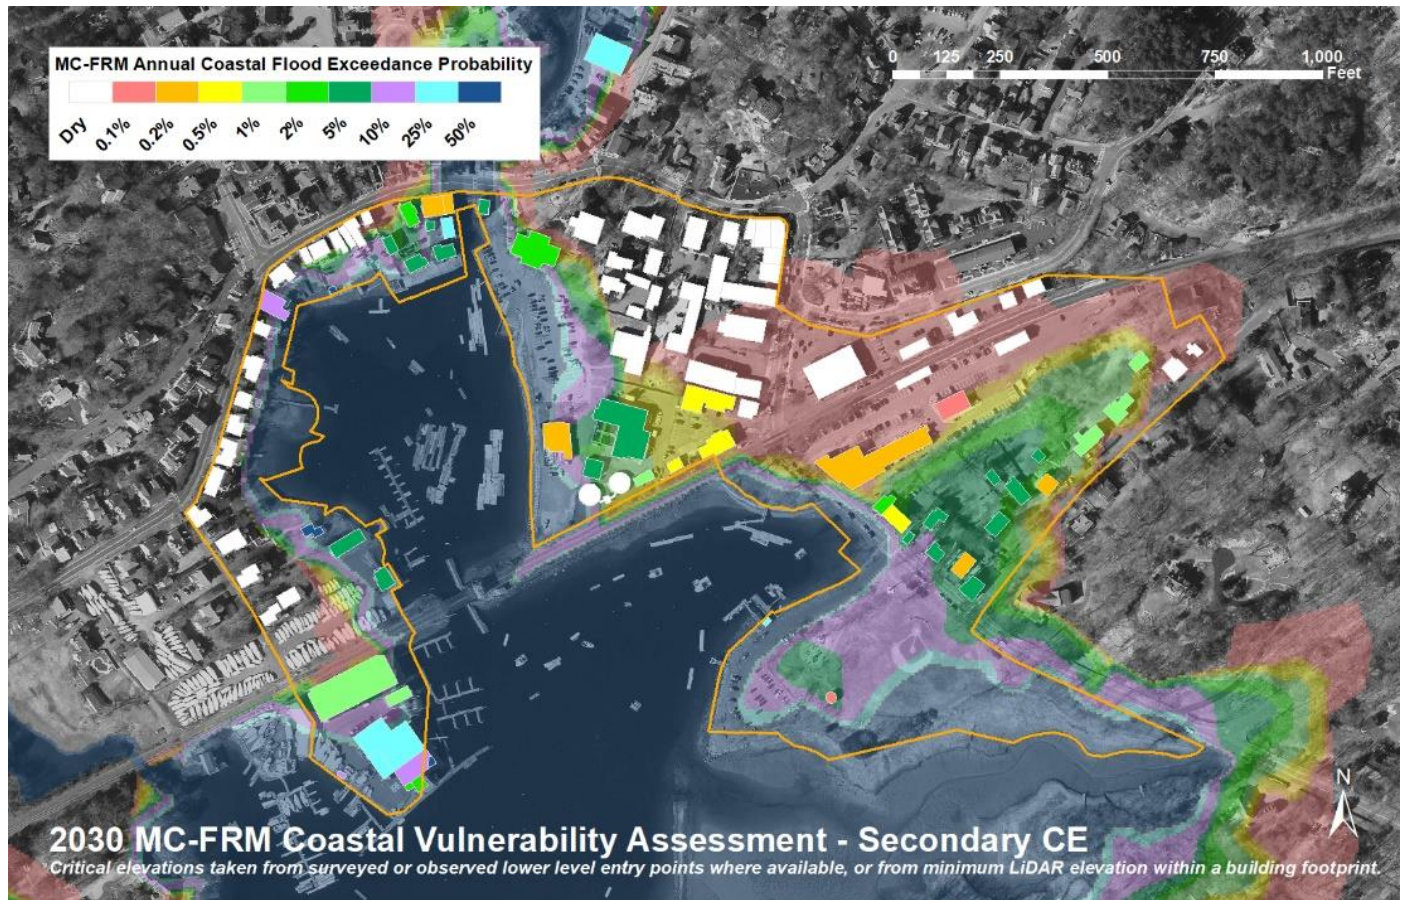 MC-FRM Annual Coastal Flood Exceedance Probability
Dry 0.1% 0.2% 0.5% 1% 2% 5% 10% 25% 50%
0 125 250 500 750 1,000
Feet
N
2030 MC-FRM Coastal Vulnerability Assessment - Secondary CE
Critical elevations taken from surveyed or observed lower level entry points where available, or from minimum LiDAR elevation within a building footprint.